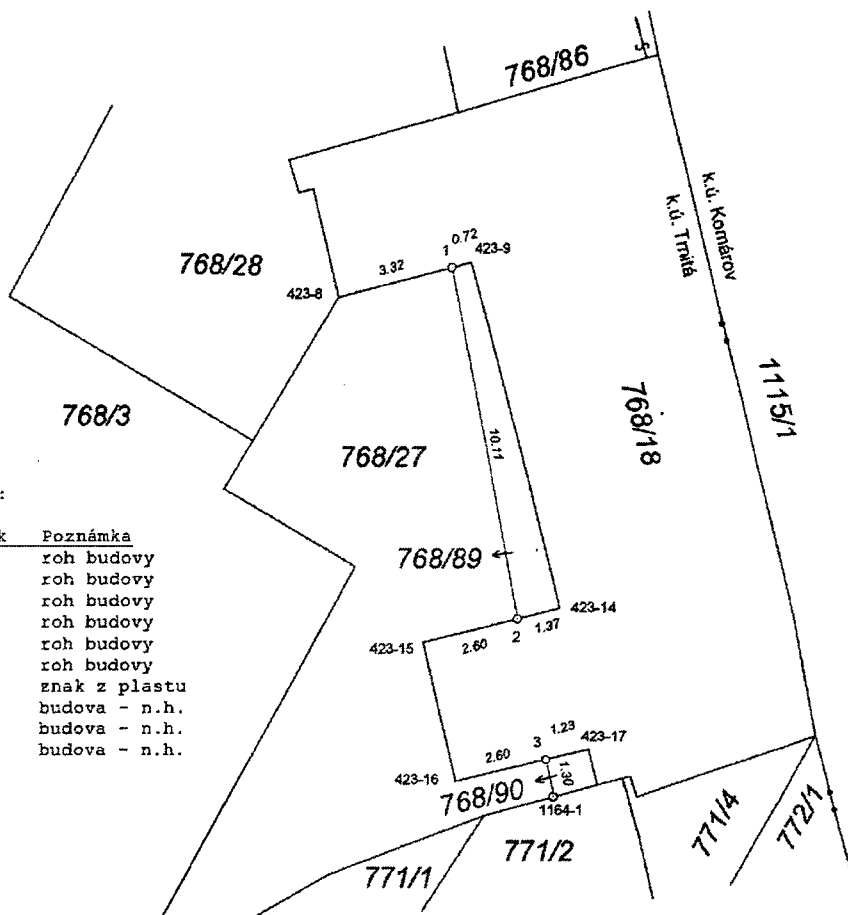 768/86
k.ú. Komárov
k.ú. Trnitá
0.72
1
423-9
768/28
3.32
423-8
768/3
768/27
10.11
768/18
1115/1
:
k Poznámka
roh budovy
roh budovy
roh budovy
roh budovy
roh budovy
roh budovy
znak z plastu
budova - n.h.
budova - n.h.
budova - n.h.
768/89
423-14
1.37
2
2.60
423-15
1.23
3
423-17
2.60
1.30
423-16
768/90
1164-1
771/4
772/1
771/2
771/1